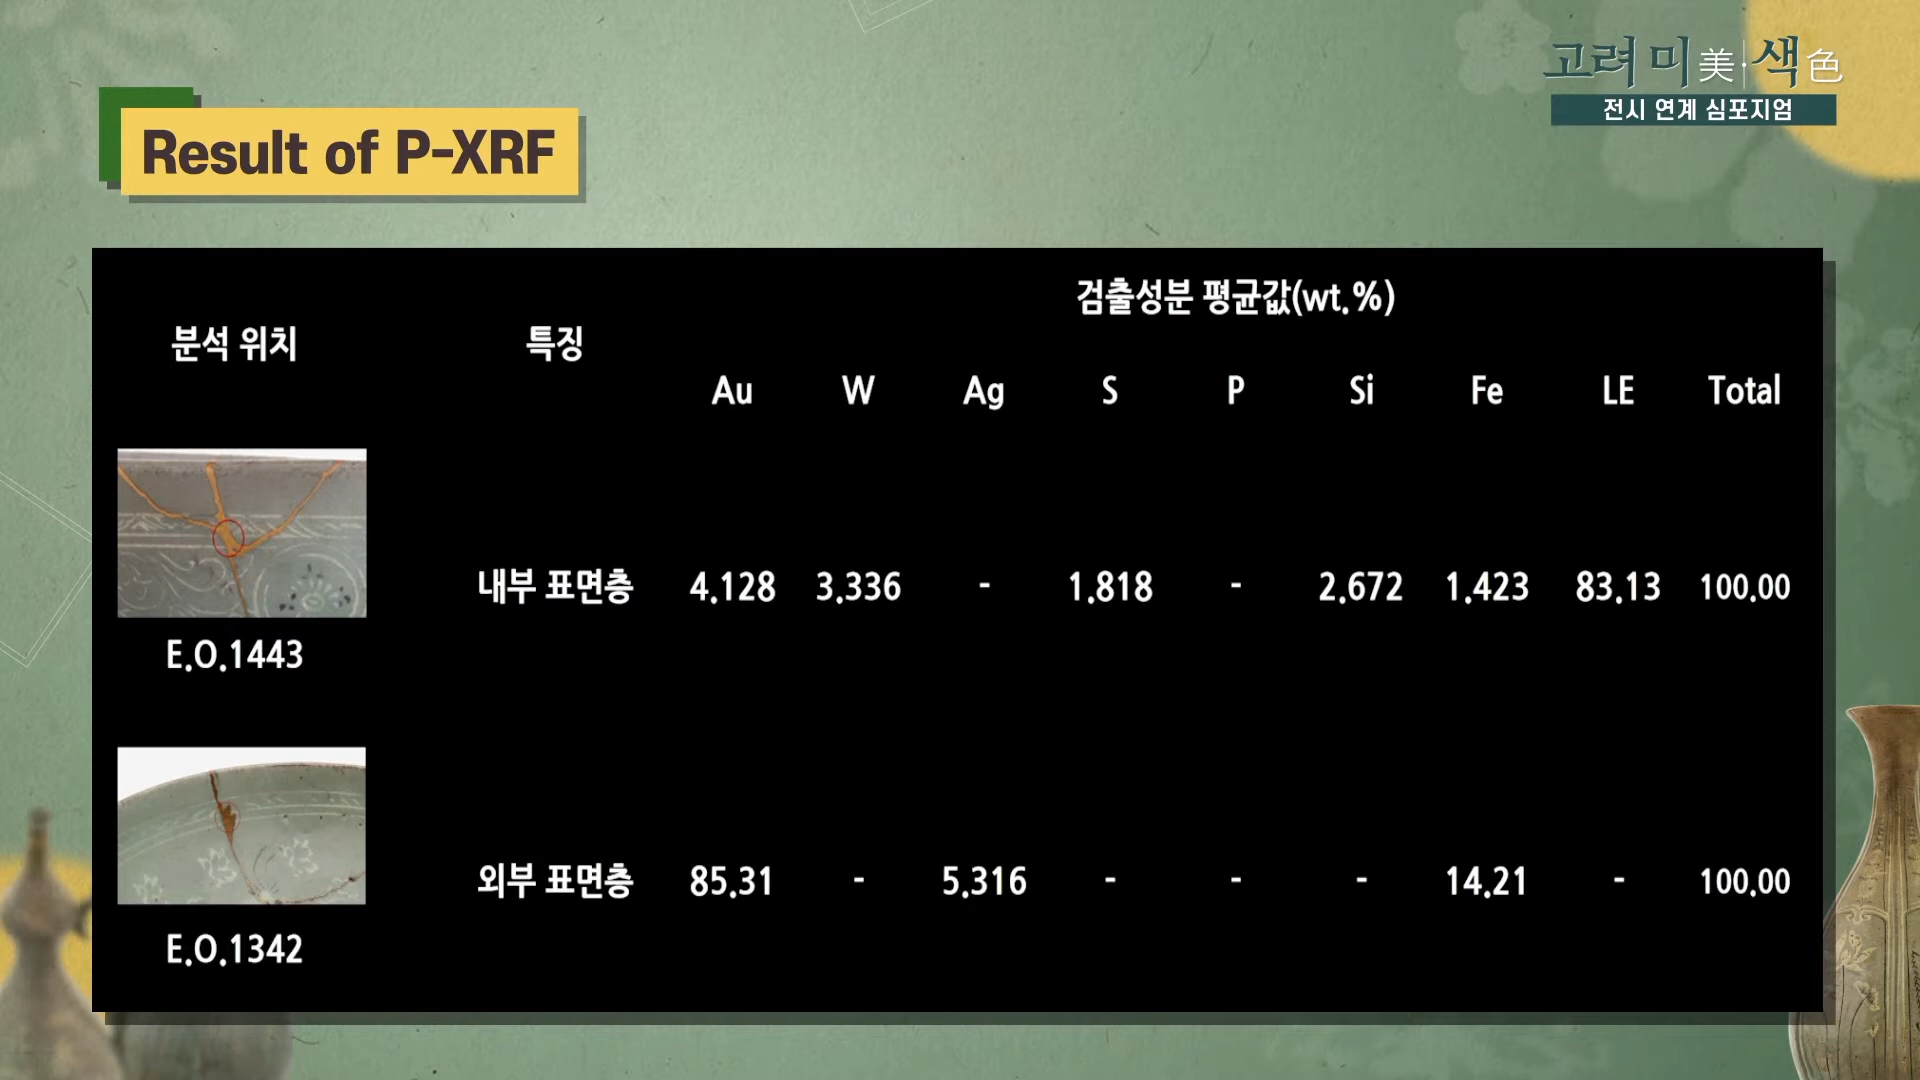 고려 미美·색色
전시 연계 심포지엄
Result of P-XRF
분석 위치 특징 검출성분 평균값(wt.%)
Au W Ag S P Si Fe LE Total
내부 표면층 4.128 3.336 - 1.818 - 2.672 1.423 83.13 100.00
E.O.1443
외부 표면층 85.31 - 5.316 - - - 14.21 - 100.00
E.O.1342